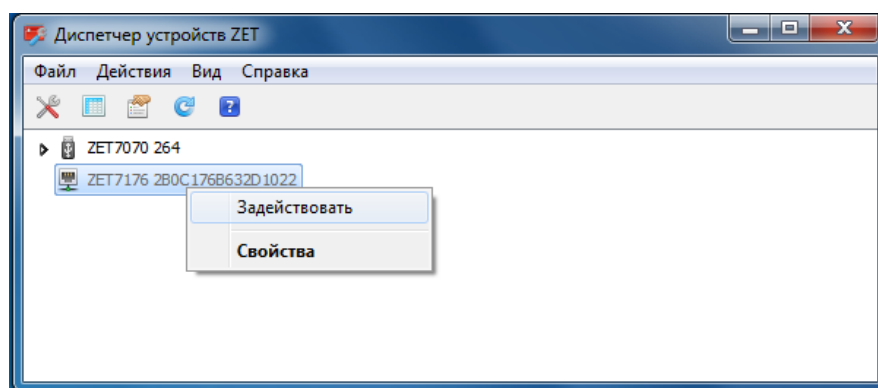 Диспетчер устройств ZET
Файл Действия Вид Справка
ZET7070 264
ZET7176 2B0C176B632D1022
Задействовать
Свойства